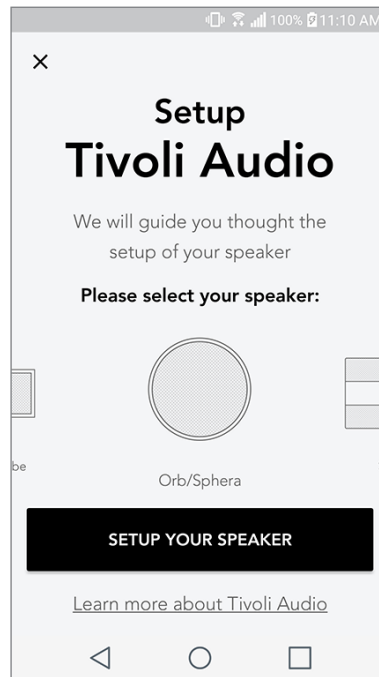 100% 11:10 AM
Setup
Tivoli Audio
We will guide you thought the
setup of your speaker
Please select your speaker:
be
Orb/Sphera
SETUP YOUR SPEAKER
Learn more about Tivoli Audio